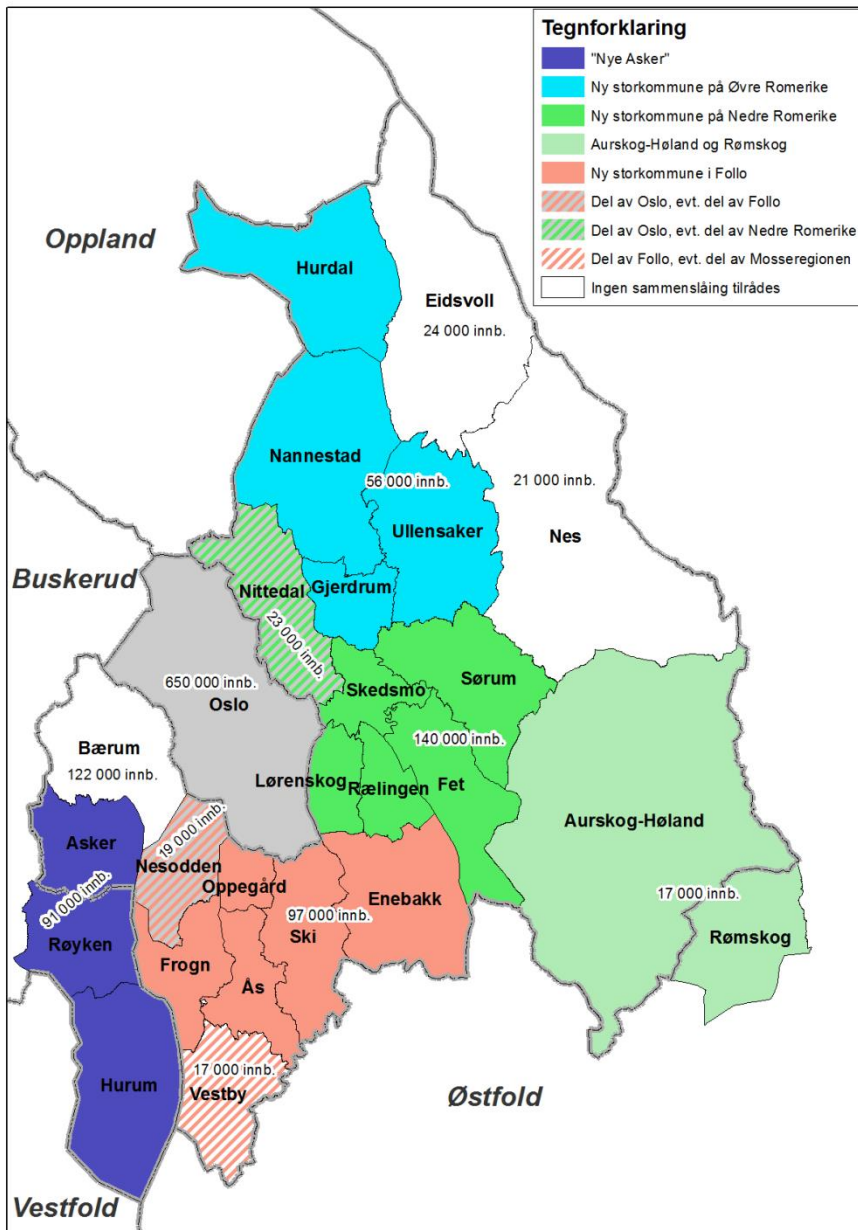 Tegnforklaring
"Nye Asker"
Ny storkommune på Øvre Romerike
Ny storkommune på Nedre Romerike
Aurskog-Høland og Rømskog
Ny storkommune i Follo
Del av Oslo, evt. del av Follo
Del av Oslo, evt. del av Nedre Romerike
Del av Follo, evt. del av Mosseregionen
Ingen sammenslåing tilrådes
Oppland
Hurdal
Eidsvoll
24 000 innb.
Nannestad
56 000 innb.
Ullensaker
21 000 innb.
Nes
Buskerud
Nittedal
23 000 innb.
Gjerdrum
650 000 innb.
Oslo
Skedsmo
Sørum
Bærum
122 000 innb.
140 000 innb.
Lørenskog
Rælingen
Fet
Asker
19 000 innb.
Nesodden
Oppegård
Aurskog-Høland
91 000 innb.
Røyken
97 000 innb.
Ski
Enebakk
17 000 innb.
Rømskog
Frogn
Ås
17 000 innb.
Vestby
Hurum
Østfold
Vestfold